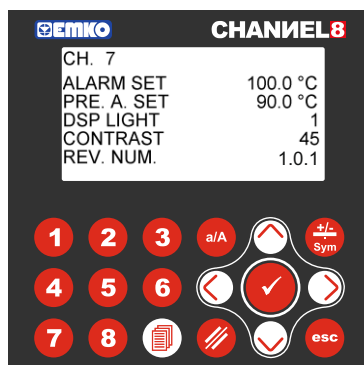 EMKO CHANNEL8
CH. 7
ALARM SET 100.0 °C
PRE. A. SET 90.0 °C
DSP LIGHT 1
CONTRAST 45
REV. NUM. 1.0.1
1 2 3 a/A +/- Sym
4 5 6
7 8 esc